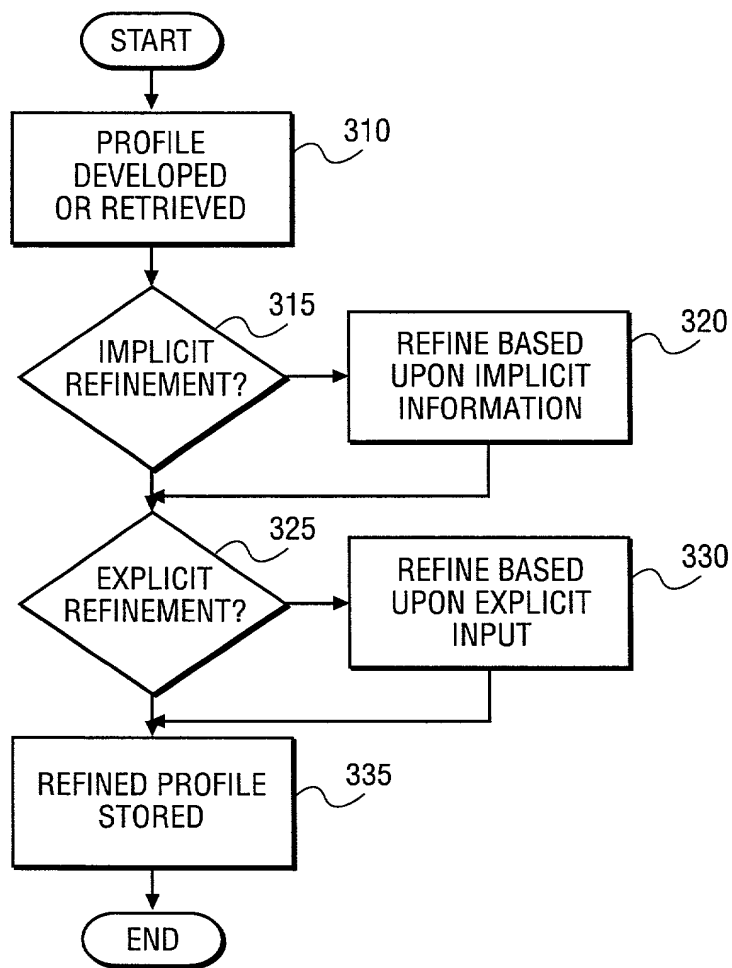 START
PROFILE
DEVELOPED
OR RETRIEVED
310
IMPLICIT
REFINEMENT?
315
REFINE BASED
UPON IMPLICIT
INFORMATION
320
EXPLICIT
REFINEMENT?
325
REFINE BASED
UPON EXPLICIT
INPUT
330
REFINED PROFILE
STORED
335
END